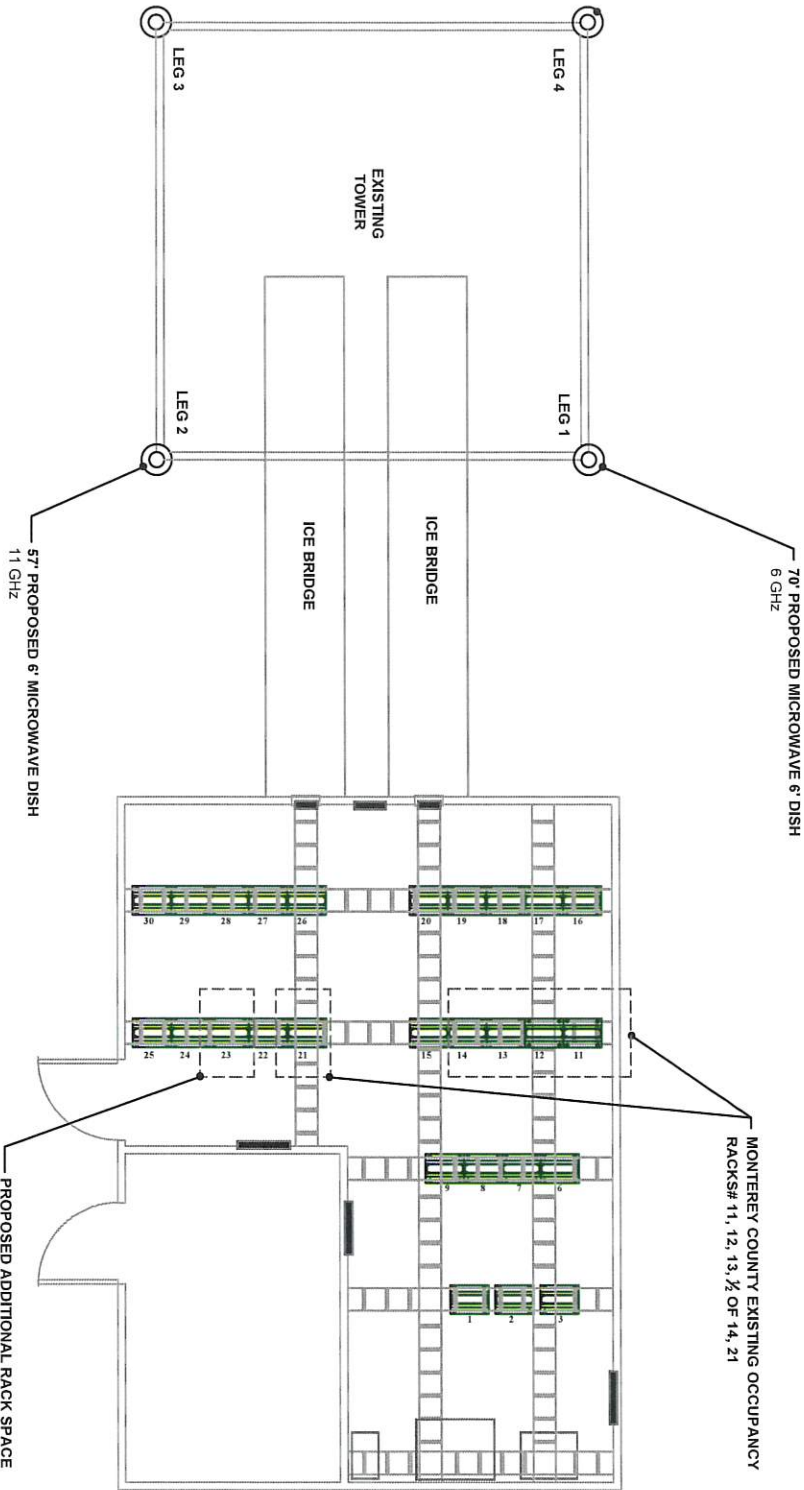 70' PROPOSED MICROWAVE 6' DISH
6 GHz
MONTEREY COUNTY EXISTING OCCUPANCY
RACKS# 11, 12, 13, ½ OF 14, 21
LEG 4
LEG 1
EXISTING
TOWER
ICE BRIDGE
ICE BRIDGE
LEG 3
LEG 2
57' PROPOSED 6' MICROWAVE DISH
11 GHz
PROPOSED ADDITIONAL RACK SPACE
30 29 28 27 26
20 19 18 17 16
25 24 23 22 21
15 14 13 12 11
9 8 7 6
1 2 3